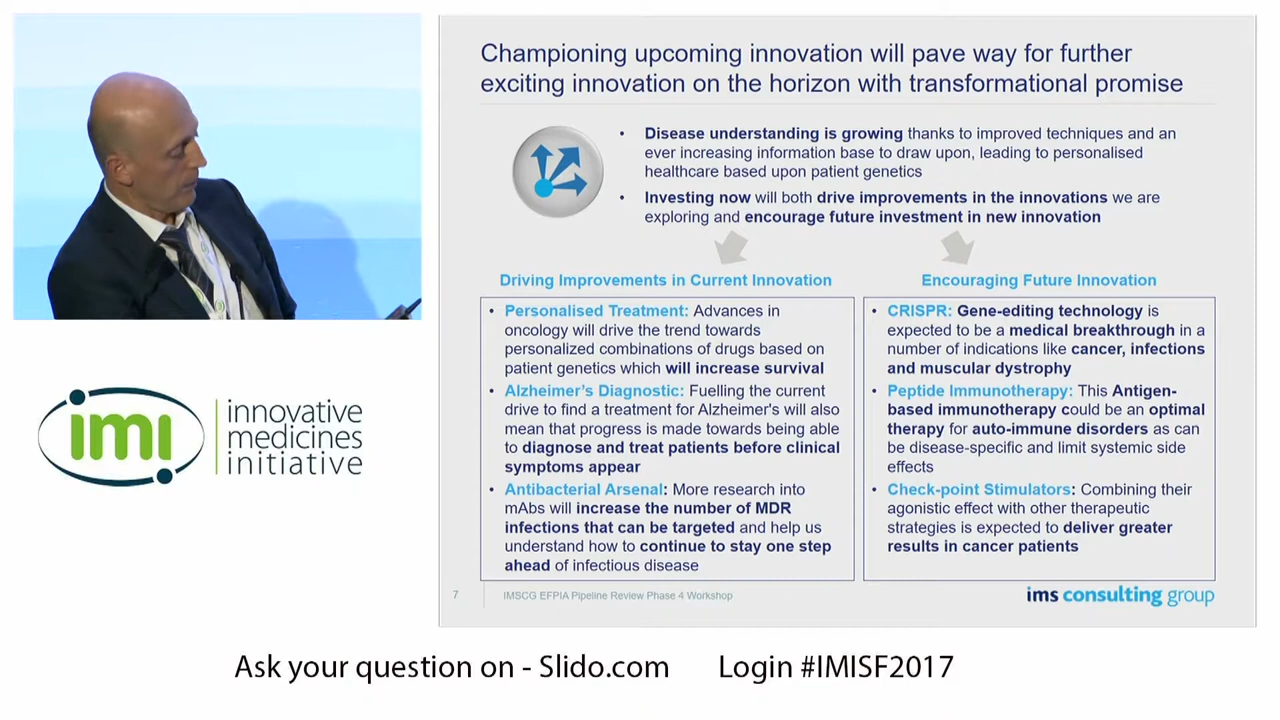 Championing upcoming innovation will pave way for further
exciting innovation on the horizon with transformational promise
• Disease understanding is growing thanks to improved techniques and an
ever increasing information base to draw upon, leading to personalised
healthcare based upon patient genetics
• Investing now will both drive improvements in the innovations we are
exploring and encourage future investment in new innovation
Driving Improvements in Current Innovation
• Personalised Treatment: Advances in
oncology will drive the trend towards
personalized combinations of drugs based on
patient genetics which will increase survival
• Alzheimer's Diagnostic: Fuelling the current
drive to find a treatment for Alzheimer's will also
mean that progress is made towards being able
to diagnose and treat patients before clinical
symptoms appear
• Antibacterial Arsenal: More research into
mAbs will increase the number of MDR
infections that can be targeted and help us
understand how to continue to stay one step
ahead of infectious disease
Encouraging Future Innovation
• CRISPR: Gene-editing technology is
expected to be a medical breakthrough in a
number of indications like cancer, infections
and muscular dystrophy
• Peptide Immunotherapy: This Antigen-
based immunotherapy could be an optimal
therapy for auto-immune disorders as can
be disease-specific and limit systemic side
effects
• Check-point Stimulators: Combining their
agonistic effect with other therapeutic
strategies is expected to deliver greater
results in cancer patients
7
IMSCG EFPIA Pipeline Review Phase 4 Workshop
ims consulting group
imi
innovative
medicines
initiative
Ask your question on - Slido.com Login #IMISF2017